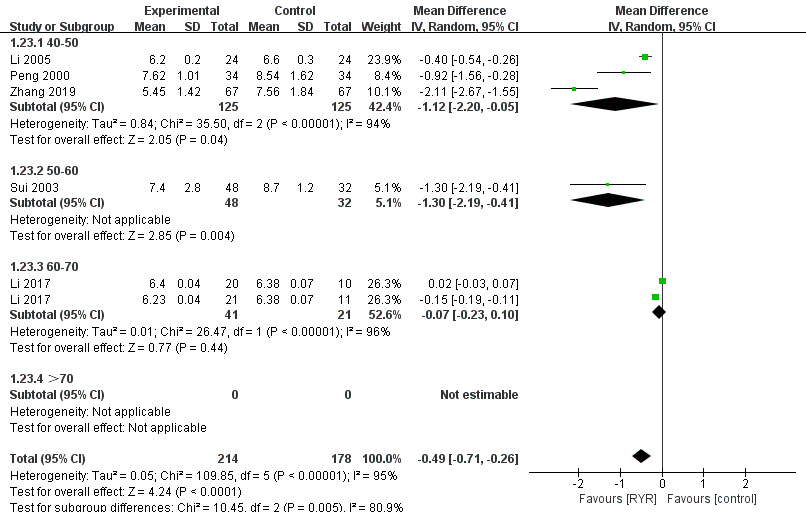 Experimental Control Mean Difference Mean Difference
Study or Subgroup Mean SD Total Mean SD Total Weight IV, Random, 95% CI IV, Random, 95% CI
1.23.1 40-50
Li 2005 6.2 0.2 24 6.6 0.3 24 23.9% -0.40 [-0.54, -0.26]
Peng 2000 7.62 1.01 34 8.54 1.62 34 8.4% -0.92 [-1.56, -0.28]
Zhang 2019 5.45 1.42 67 7.56 1.84 67 10.1% -2.11 [-2.67, -1.55]
Subtotal (95% CI) 125 125 42.4% -1.12 [-2.20, -0.05]
Heterogeneity: Tau² = 0.84; Chi² = 35.50, df = 2 (P < 0.00001); I² = 94%
Test for overall effect: Z = 2.05 (P = 0.04)
1.23.2 50-60
Sui 2003 7.4 2.8 48 8.7 1.2 32 5.1% -1.30 [-2.19, -0.41]
Subtotal (95% CI) 48 32 5.1% -1.30 [-2.19, -0.41]
Heterogeneity: Not applicable
Test for overall effect: Z = 2.85 (P = 0.004)
1.23.3 60-70
Li 2017 6.4 0.04 20 6.38 0.07 10 26.3% 0.02 [-0.03, 0.07]
Li 2017 6.23 0.04 21 6.38 0.07 11 26.3% -0.15 [-0.19, -0.11]
Subtotal (95% CI) 41 21 52.6% -0.07 [-0.23, 0.10]
Heterogeneity: Tau² = 0.01; Chi² = 26.47, df = 1 (P < 0.00001); I² = 96%
Test for overall effect: Z = 0.77 (P = 0.44)
1.23.4 >70
Subtotal (95% CI) 0 0 Not estimable
Heterogeneity: Not applicable
Test for overall effect: Not applicable
Total (95% CI) 214 178 100.0% -0.49 [-0.71, -0.26]
Heterogeneity: Tau² = 0.05; Chi² = 109.85, df = 5 (P < 0.00001); I² = 95%
Test for overall effect: Z = 4.24 (P < 0.0001)
Test for subgroup differences: Chi² = 10.45, df = 2 (P = 0.005), I² = 80.9%
-2 -1 0 1 2
Favours [RYR] Favours [control]